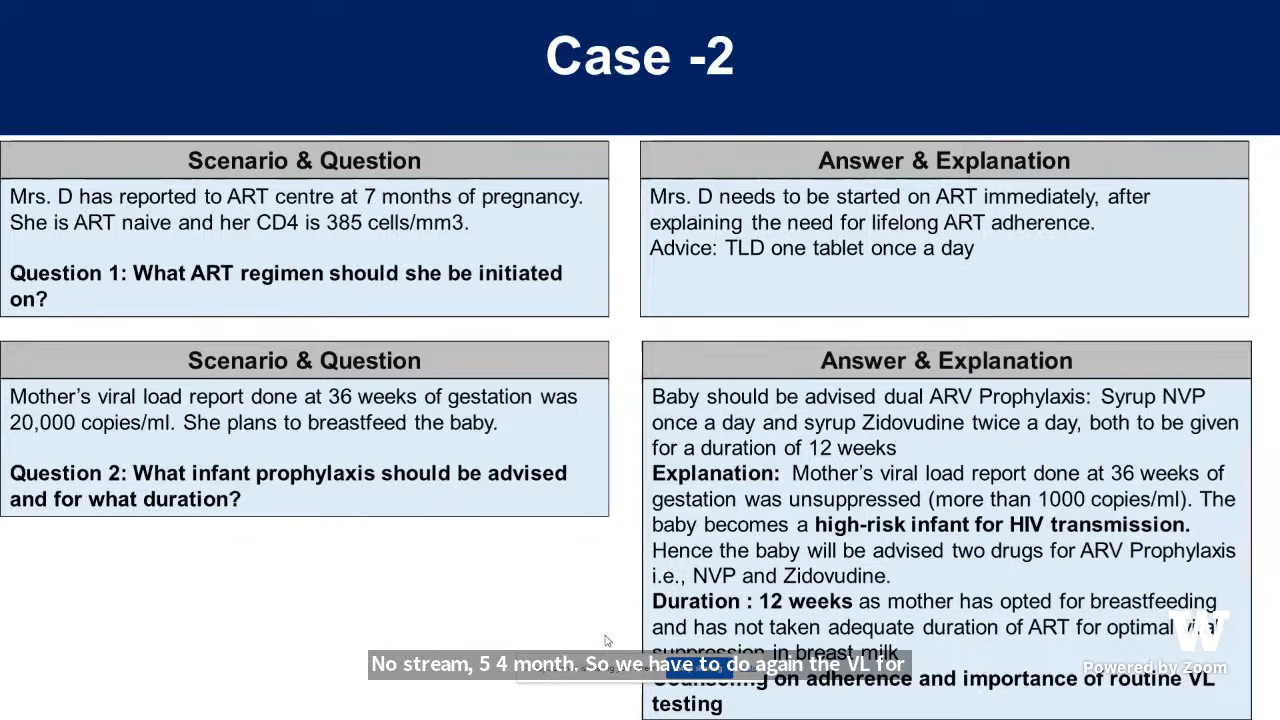 Case -2
Scenario & Question
Mrs. D has reported to ART centre at 7 months of pregnancy.
She is ART naive and her CD4 is 385 cells/mm3.
Question 1: What ART regimen should she be initiated
on?
Answer & Explanation
Mrs. D needs to be started on ART immediately, after
explaining the need for lifelong ART adherence.
Advice: TLD one tablet once a day
Scenario & Question
Mother's viral load report done at 36 weeks of gestation was
20,000 copies/ml. She plans to breastfeed the baby.
Question 2: What infant prophylaxis should be advised
and for what duration?
Answer & Explanation
Baby should be advised dual ARV Prophylaxis: Syrup NVP
once a day and syrup Zidovudine twice a day, both to be given
for a duration of 12 weeks
Explanation: Mother's viral load report done at 36 weeks of
gestation was unsuppressed (more than 1000 copies/ml). The
baby becomes a high-risk infant for HIV transmission.
Hence the baby will be advised two drugs for ARV Prophylaxis
i.e., NVP and Zidovudine.
Duration : 12 weeks as mother has opted for breastfeeding
and has not taken adequate duration of ART for optimal viral
suppression in breast milk
Counseling on adherence and importance of routine VL
testing
No stream, 5 4 month. So we have to do again the VL for
W
Powered by Zoom